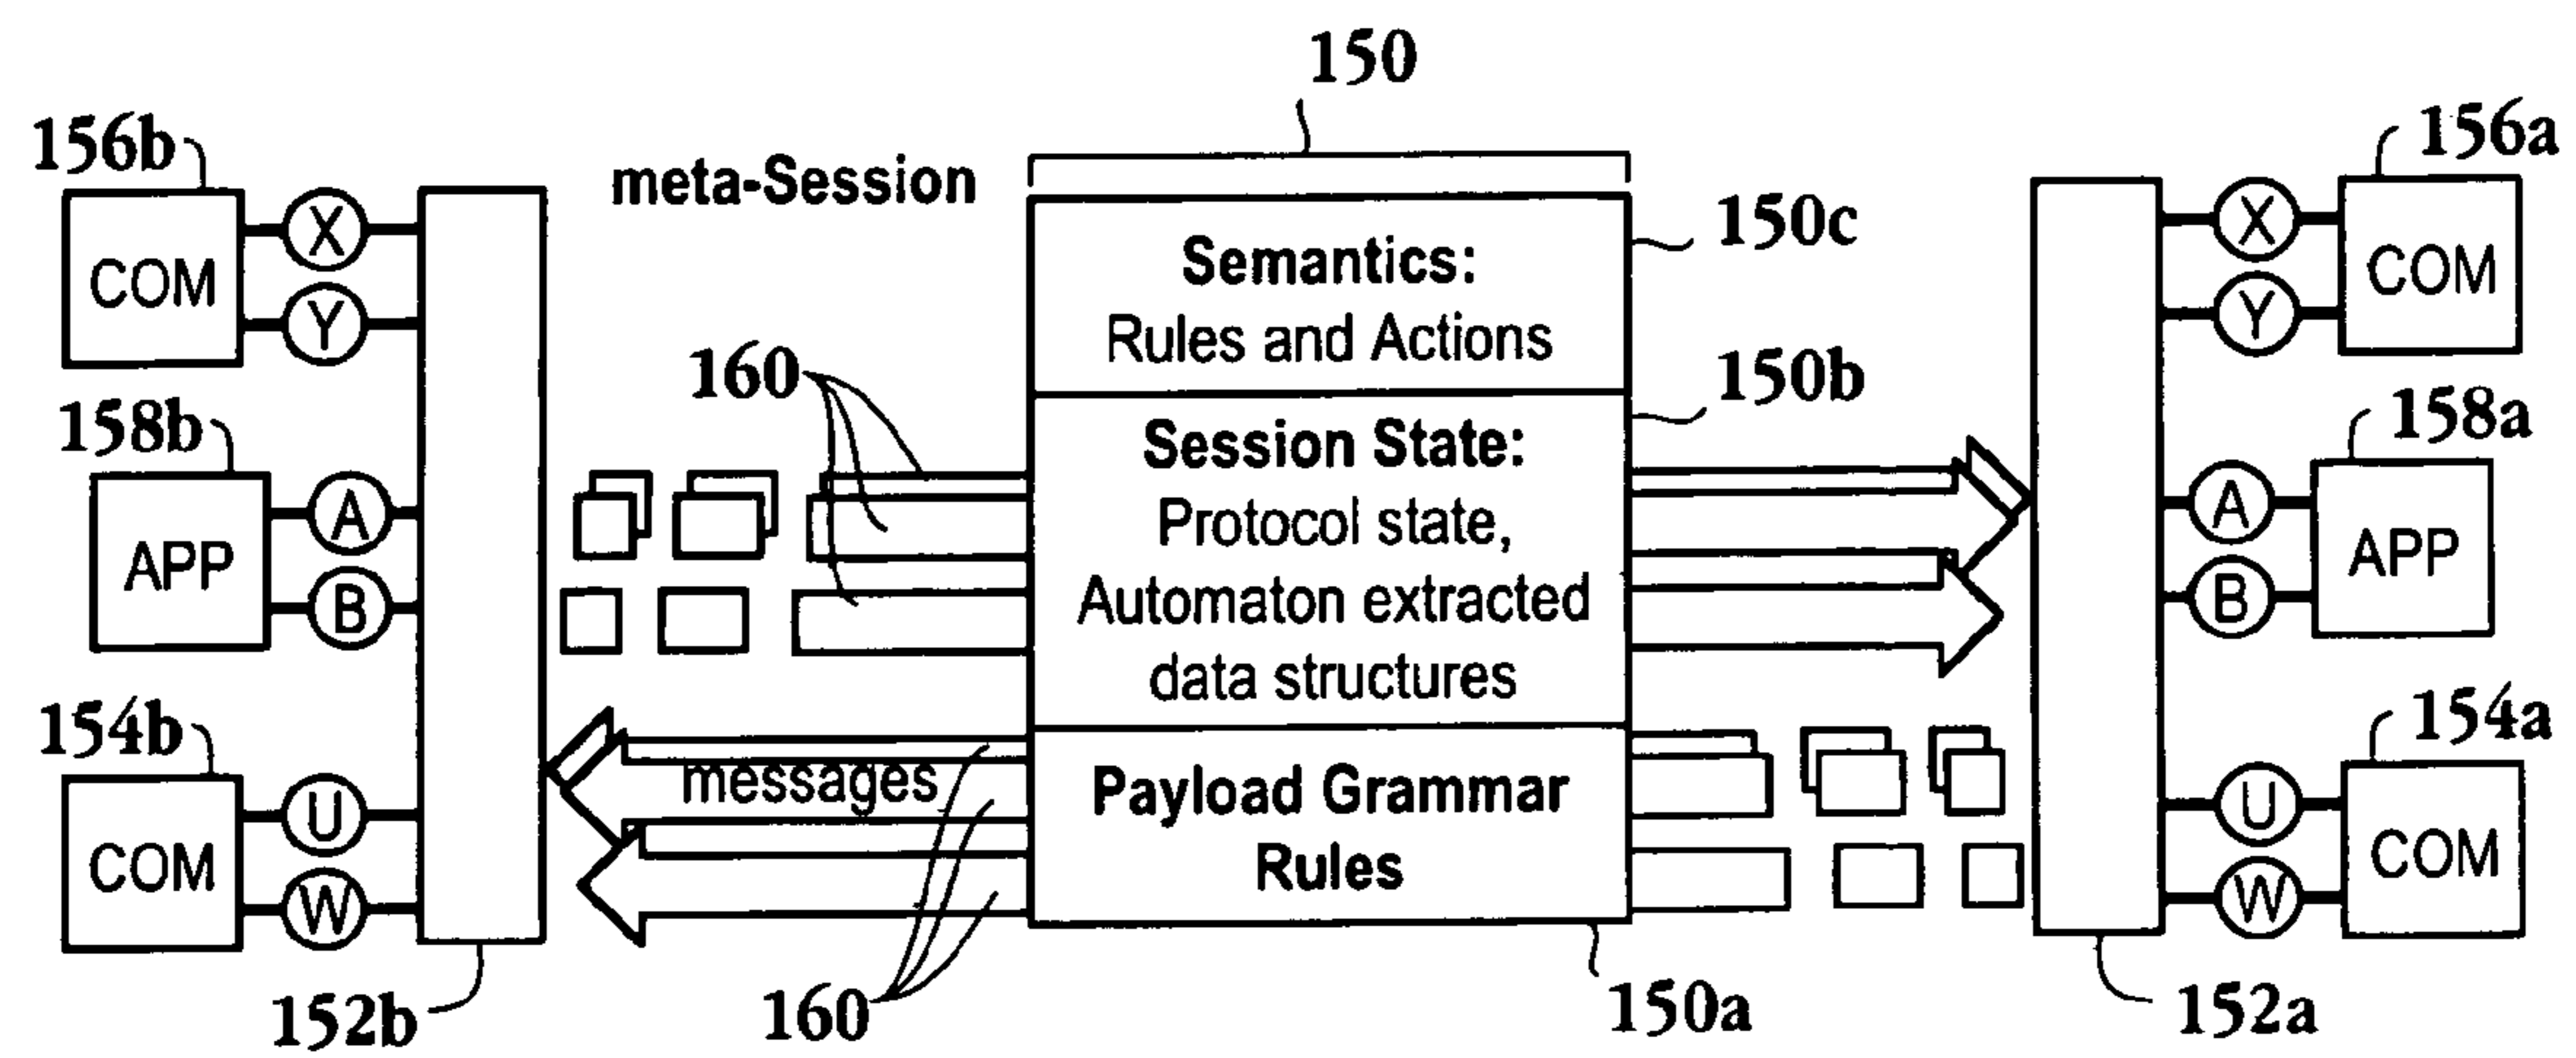 150
156b
meta-Session
156a
X
COM
Y
Semantics:
Rules and Actions
150c
X
COM
Y
160
150b
158b
Session State:
Protocol state,
Automaton extracted
data structures
158a
A
APP
B
A
APP
B
154b
messages
Payload Grammar
Rules
154a
U
COM
W
U
COM
W
152b
160
150a
152a